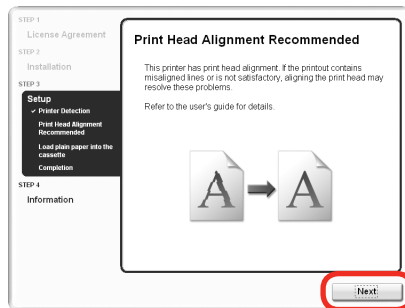 STEP 1
License Agreement
STEP 2
Installation
STEP 3
Setup
Printer Detection
Print Head Alignment
Recommended
Load plain paper into the
cassette
Completion
STEP 4
Information
Print Head Alignment Recommended
This printer has print head alignment. If the printout contains
misaligned lines or is not satisfactory, aligning the print head may
resolve these problems.
Refer to the user's guide for details.
A A
Next